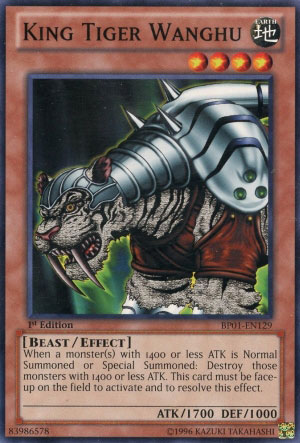 KING TIGER WANGHU
EARTH
地
1st Edition
BP01-EN129
[BEAST / EFFECT]
When a monster(s) with 1400 or less ATK is Normal
Summoned or Special Summoned: Destroy those
monsters with 1400 or less ATK. This card must be face-
up on the field to activate and to resolve this effect.
ATK/1700 DEF/1000
83986578
©1996 KAZUKI TAKAHASHI